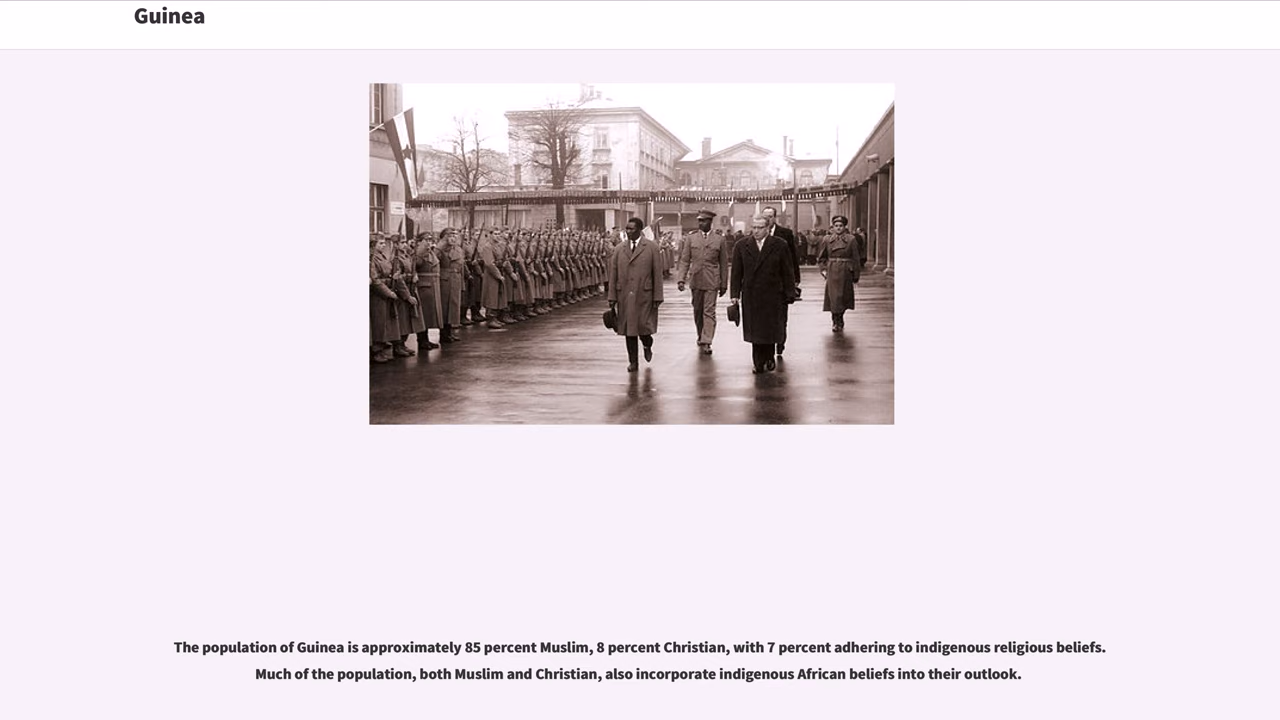 Guinea
The population of Guinea is approximately 85 percent Muslim, 8 percent Christian, with 7 percent adhering to indigenous religious beliefs.
Much of the population, both Muslim and Christian, also incorporate indigenous African beliefs into their outlook.